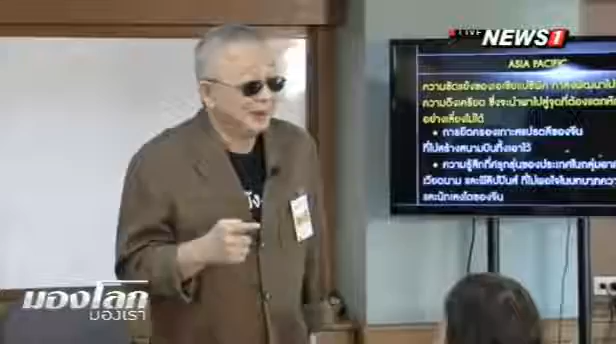 LIVE NEWS1
ASIA PACIFIC
ความขัดแย้งของเอเชียแปซิฟิค กำลังพัฒนาไป
ความตึงเครียด ซึ่งจะนำพาไปสู่จุดที่ต้องแตกหัก
อย่างเลี่ยงไม่ได้
• การยึดครองเกาะสแปรตลีของจีน
ที่ไปสร้างสนามบินทิ้งเอาไว้
• ความรู้สึกที่ครุกรุ่นของประเทศในกลุ่ม
เวียดนาม และฟิลิปปินส์ ที่ไม่พอใจในบทบาท
และนักเลงโตของจีน
มองโลก
มองเรา